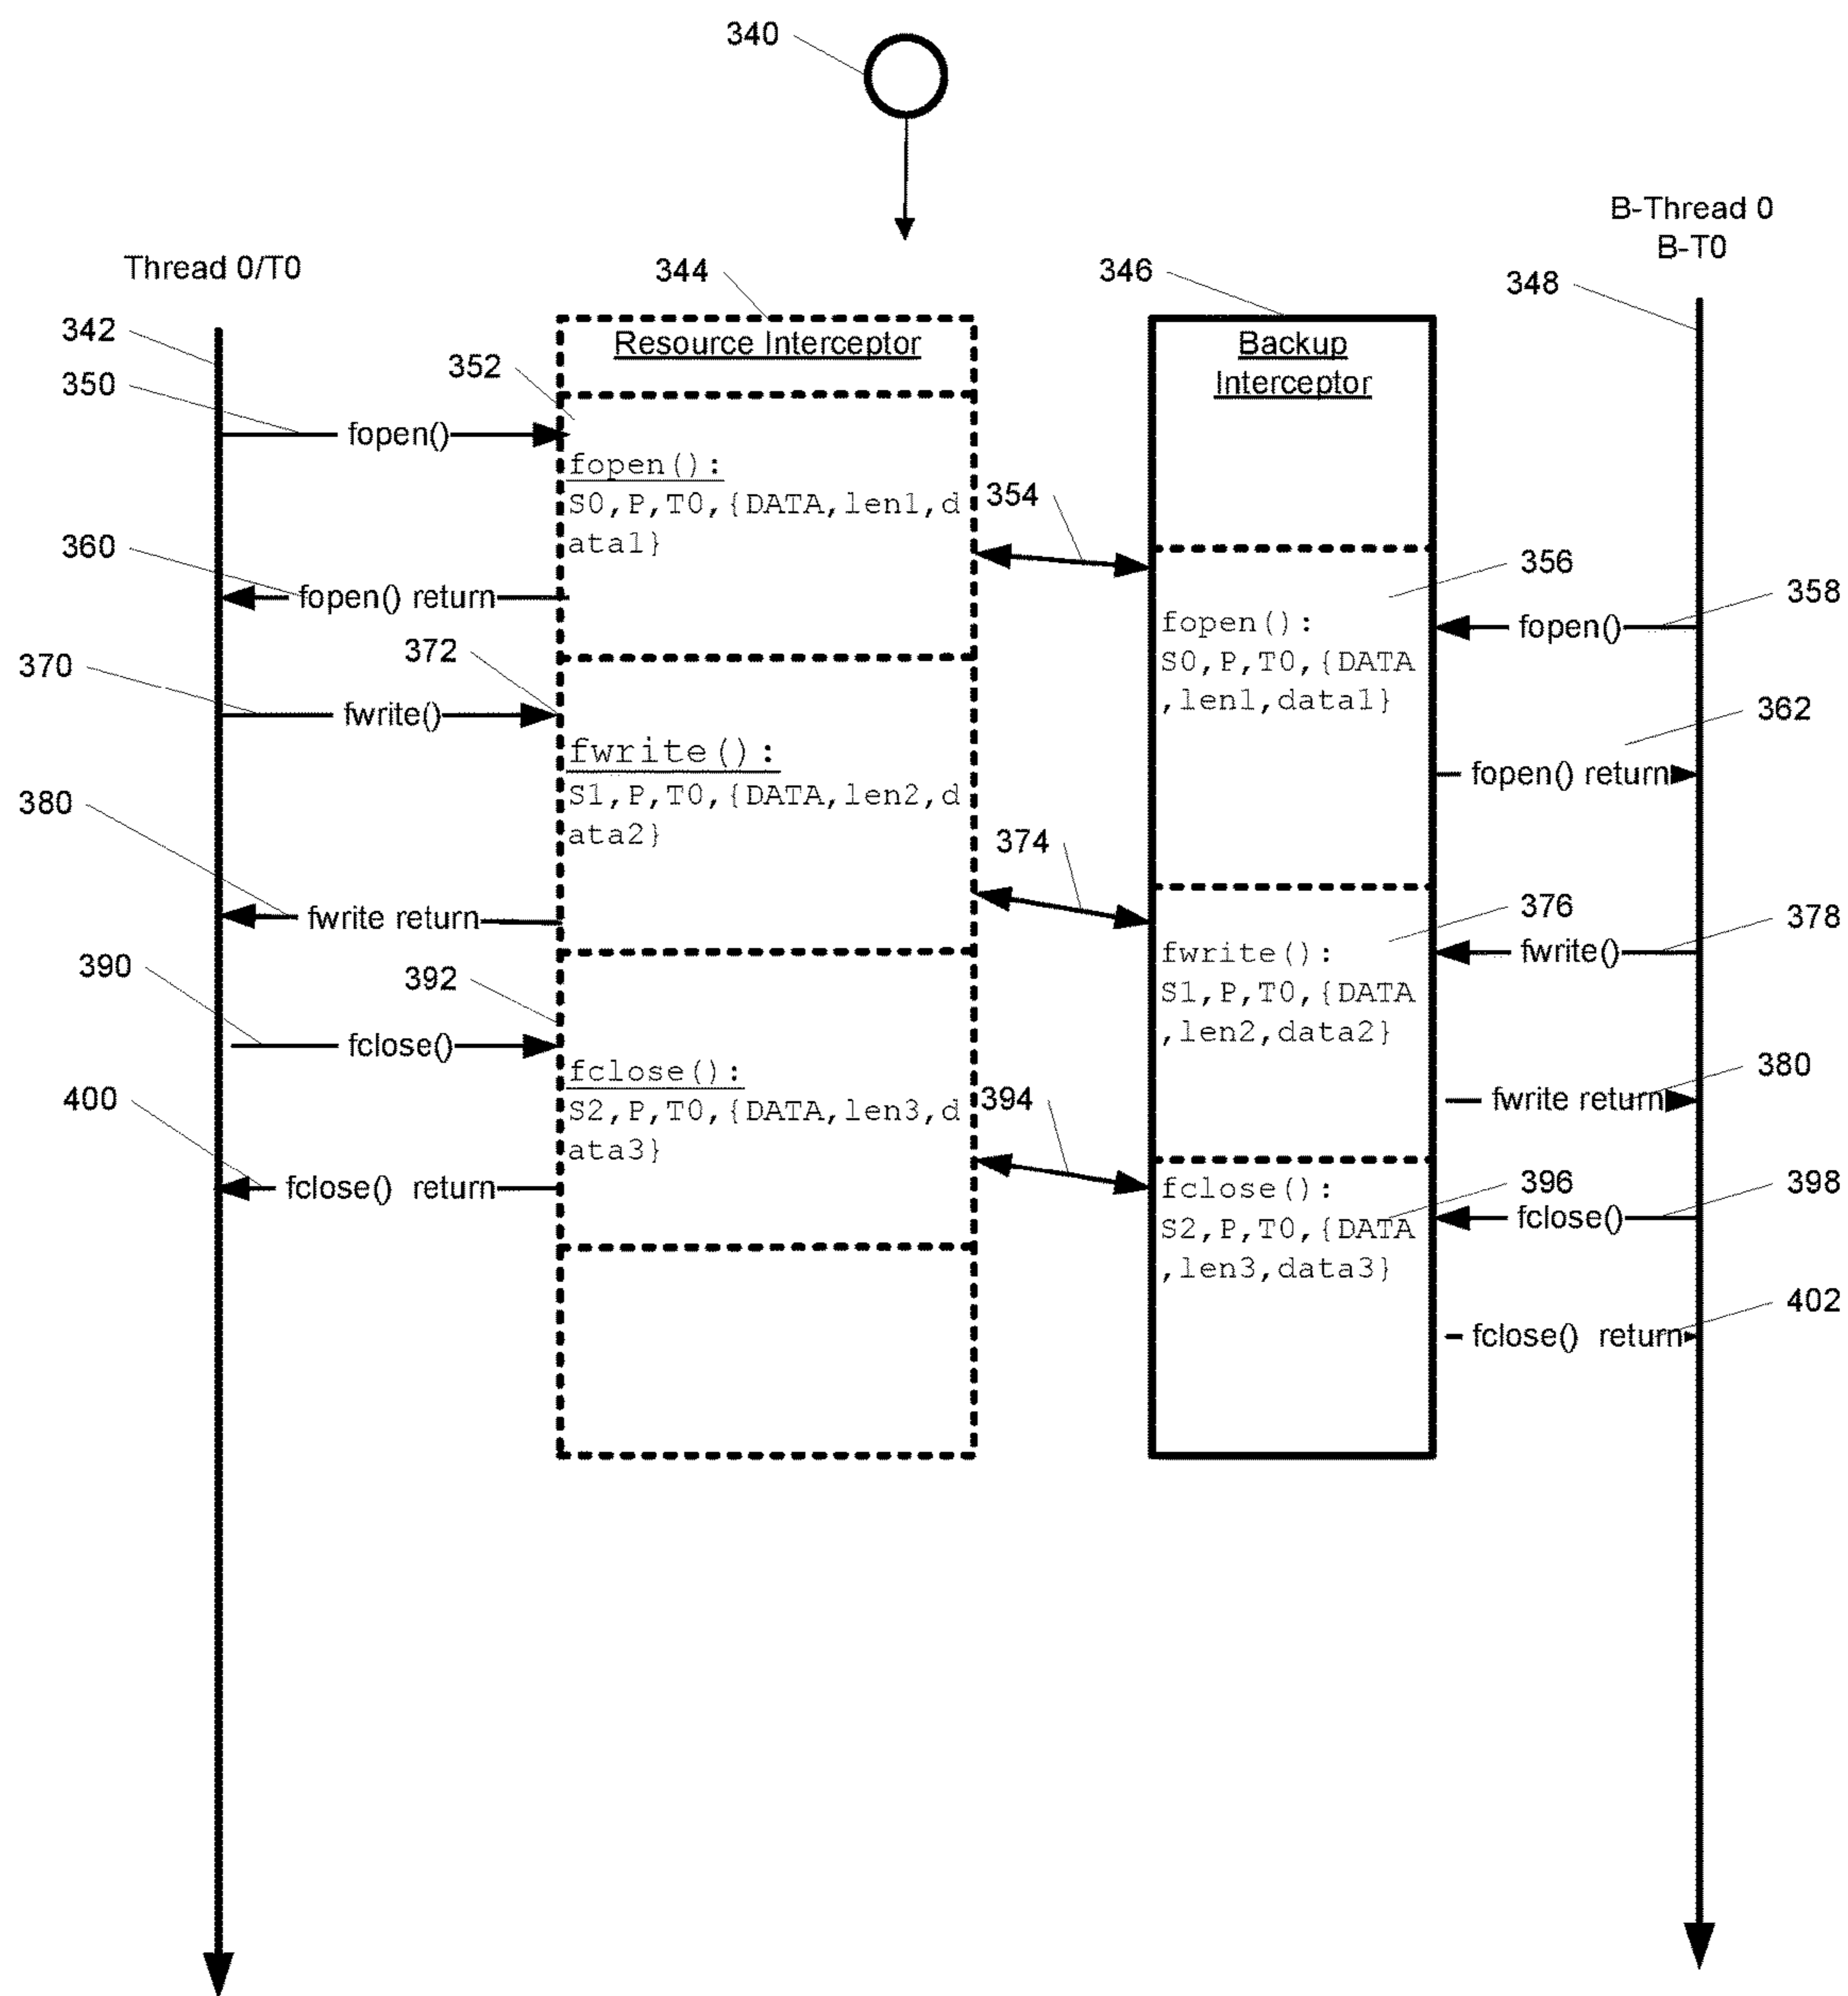 340
B-Thread 0
B-T0
Thread 0/T0
344
346
348
342
Resource Interceptor
Backup
Interceptor
352
350
fopen()
fopen():
S0,P,T0,{DATA,len1,d
ata1}
354
360
fopen() return
356
358
fopen()
fopen():
S0,P,T0,{DATA
,len1,data1}
372
370
fwrite()
362
fopen() return
fwrite():
S1,P,T0,{DATA,len2,d
ata2}
380
374
fwrite return
376
378
fwrite()
fwrite():
S1,P,T0,{DATA
,len2,data2}
390
392
fclose()
fclose():
S2,P,T0,{DATA,len3,d
ata3}
380
fwrite return
400
394
fclose() return
396
398
fclose()
fclose():
S2,P,T0,{DATA
,len3,data3}
402
fclose() return